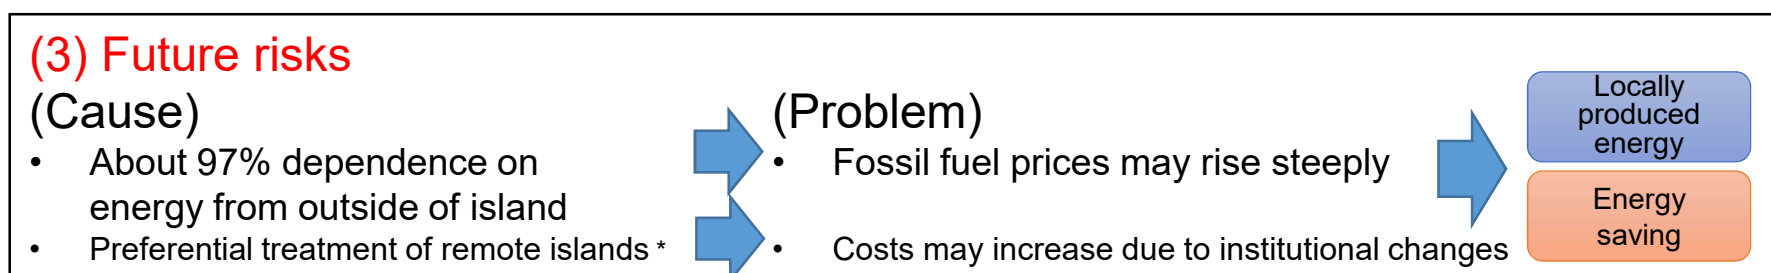 (3) Future risks
(Cause)
• About 97% dependence on
energy from outside of island
• Preferential treatment of remote islands *
(Problem)
• Fossil fuel prices may rise steeply
• Costs may increase due to institutional changes
Locally
produced
energy
Energy
saving